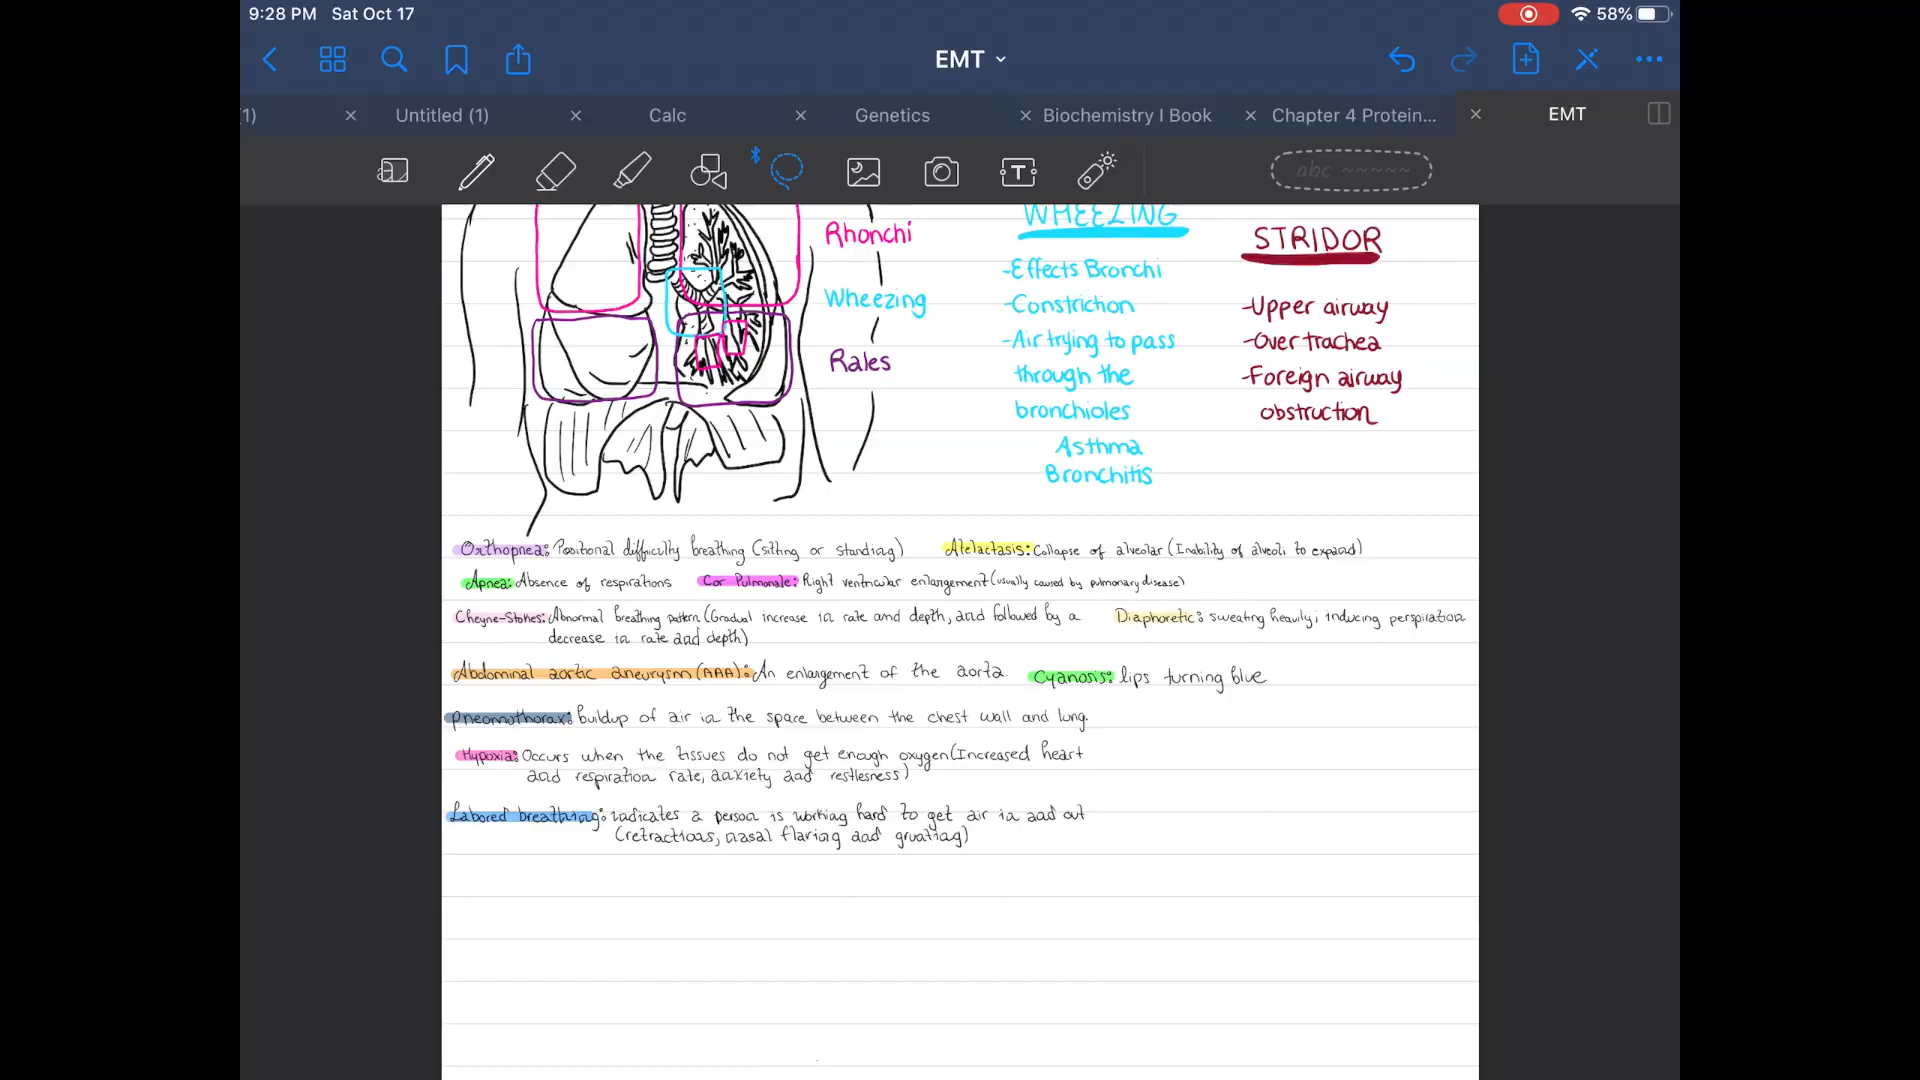 9:28 PM Sat Oct 17
58%
EMT
(1)
Untitled (1)
Calc
Genetics
Biochemistry I Book
Chapter 4 Protein...
EMT
abc
Rhonchi
Wheezing
Rales
WHEEZING
-Effects Bronchi
-Constriction
-Air trying to pass
through the
bronchioles
Asthma
Bronchitis
STRIDOR
-Upper airway
-Over trachea
-Foreign airway
obstruction
Orthopnea: Positional difficulty breathing (sitting or standing) Atelactasis: Collapse of alveolar (Inability of alveoli to expand)
Apnea: Absence of respirations Cor Pulmonale: Right ventricular enlargement (usually caused by pulmonary disease)
Cheyne-Stokes: Abnormal breathing pattern (Gradual increase in rate and depth, and followed by a Diaphoretic: sweating heavily; inducing perspiration
decrease in rate and depth)
Abdominal aortic aneurysm (AAA): An enlargement of the aorta. Cyanosis: lips turning blue
Pneomothorax: buildup of air in the space between the chest wall and lung.
Hypoxia: Occurs when the tissues do not get enough oxygen (Increased heart
and respiration rate, anxiety and restlesness)
Labored breathing: indicates a person is working hard to get air in and out
(retractions, nasal flaring and grunting)